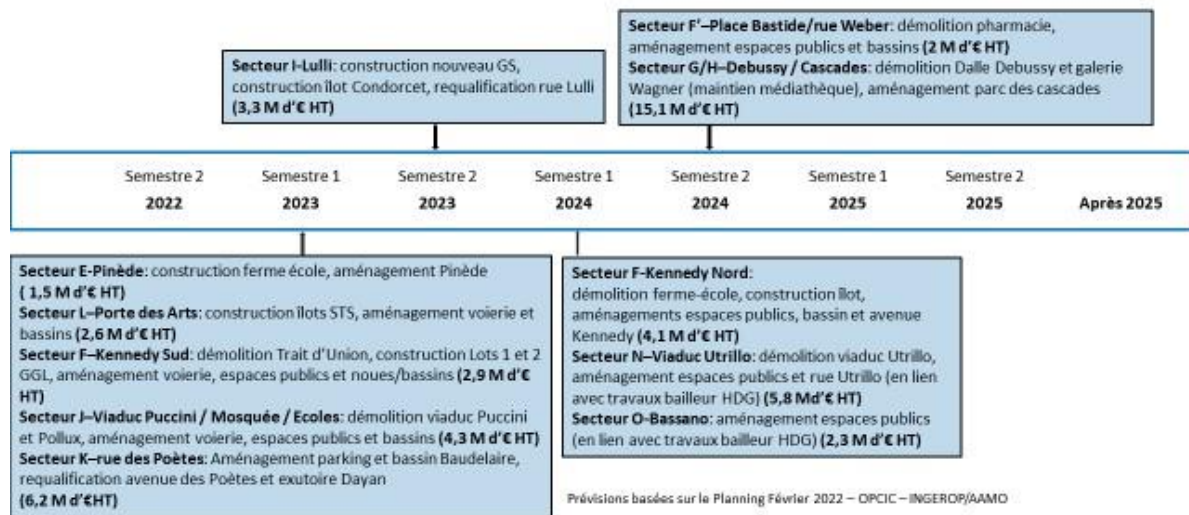 Secteur I-Lulli: construction nouveau GS,
construction îlot Condorcet, requalification rue Lulli
(3,3 M d'€ HT)
Secteur F'–Place Bastide/rue Weber: démolition pharmacie,
aménagement espaces publics et bassins (2 M d'€ HT)
Secteur G/H–Debussy / Cascades: démolition Dalle Debussy et galerie
Wagner (maintien médiathèque), aménagement parc des cascades
(15,1 M d'€ HT)
Semestre 2 Semestre 1 Semestre 2 Semestre 1 Semestre 2 Semestre 1 Semestre 2
2022 2023 2023 2024 2024 2025 2025 Après 2025
Secteur E-Pinède: construction ferme école, aménagement Pinède
( 1,5 M d'€ HT)
Secteur L–Porte des Arts: construction îlots STS, aménagement voierie et
bassins (2,6 M d'€ HT)
Secteur F–Kennedy Sud: démolition Trait d'Union, construction Lots 1 et 2
GGL, aménagement voierie, espaces publics et noues/bassins (2,9 M d'€
HT)
Secteur J–Viaduc Puccini / Mosquée / Ecoles: démolition viaduc Puccini
et Pollux, aménagement voierie, espaces publics et bassins (4,3 M d'€ HT)
Secteur K–rue des Poètes: Aménagement parking et bassin Baudelaire,
requalification avenue des Poètes et exutoire Dayan
(6,2 M d'€HT)
Secteur F-Kennedy Nord:
démolition ferme-école, construction îlot,
aménagements espaces publics, bassin et avenue
Kennedy (4,1 M d'€ HT)
Secteur N–Viaduc Utrillo: démolition viaduc Utrillo,
aménagement espaces publics et rue Utrillo (en lien
avec travaux bailleur HDG) (5,8 Md'€ HT)
Secteur O-Bassano: aménagement espaces publics
(en lien avec travaux bailleur HDG) (2,3 M d'€ HT)
Prévisions basées sur le Planning Février 2022 – OPCIC – INGEROP/AAMO